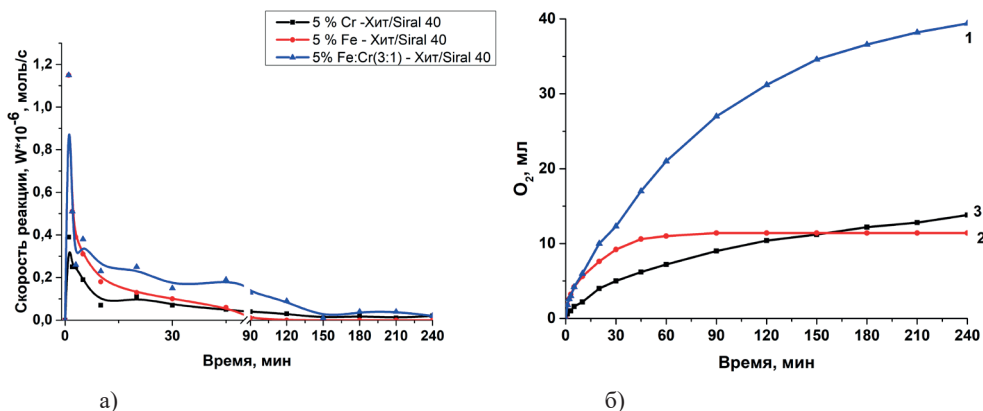 5 % Cr -Хит/Siral 40
5 % Fe - Хит/Siral 40
5% Fe:Cr(3:1) - Хит/Siral 40
Скорость реакции, W*10⁻⁶, моль/с
1,2
1,0
0,8
0,6
0,4
0,2
0,0
0 30 90 120 150 180 210 240
Время, мин
а)
O₂, мл
40
30
20
10
0
1
3
2
0 30 60 90 120 150 180 210 240
Время, мин
б)